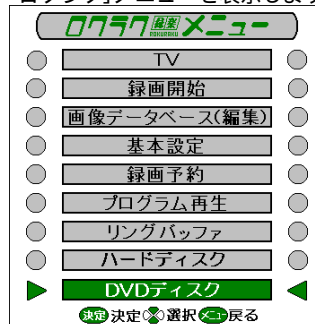 ロクラク」メニューを表示します
ロクラク 録楽 ROKURAKU メニュー
TV
録画開始
画像データベース(編集)
基本設定
録画予約
プログラム再生
リングバッファ
ハードディスク
DVDディスク
決定 決定 選択 メニュー 戻る